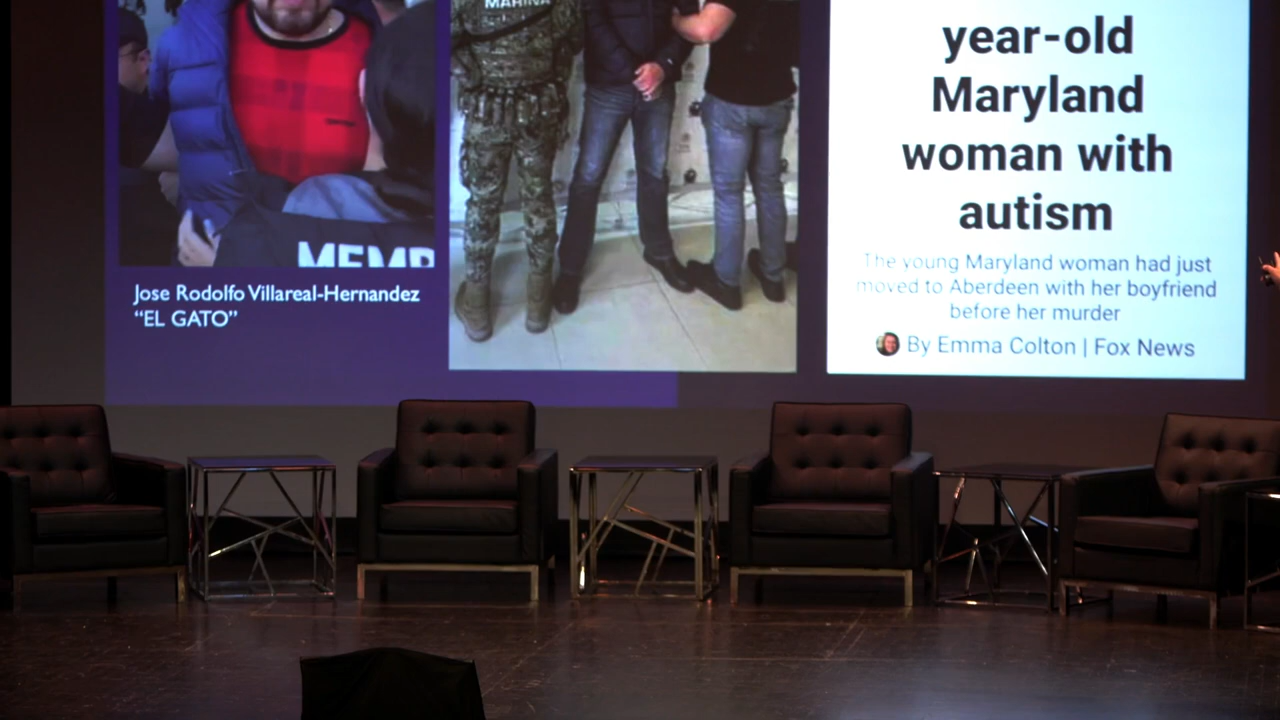 MARINA
Jose Rodolfo Villareal-Hernandez
“EL GATO”
year-old
Maryland
woman with
autism
The young Maryland woman had just
moved to Aberdeen with her boyfriend
before her murder
By Emma Colton | Fox News